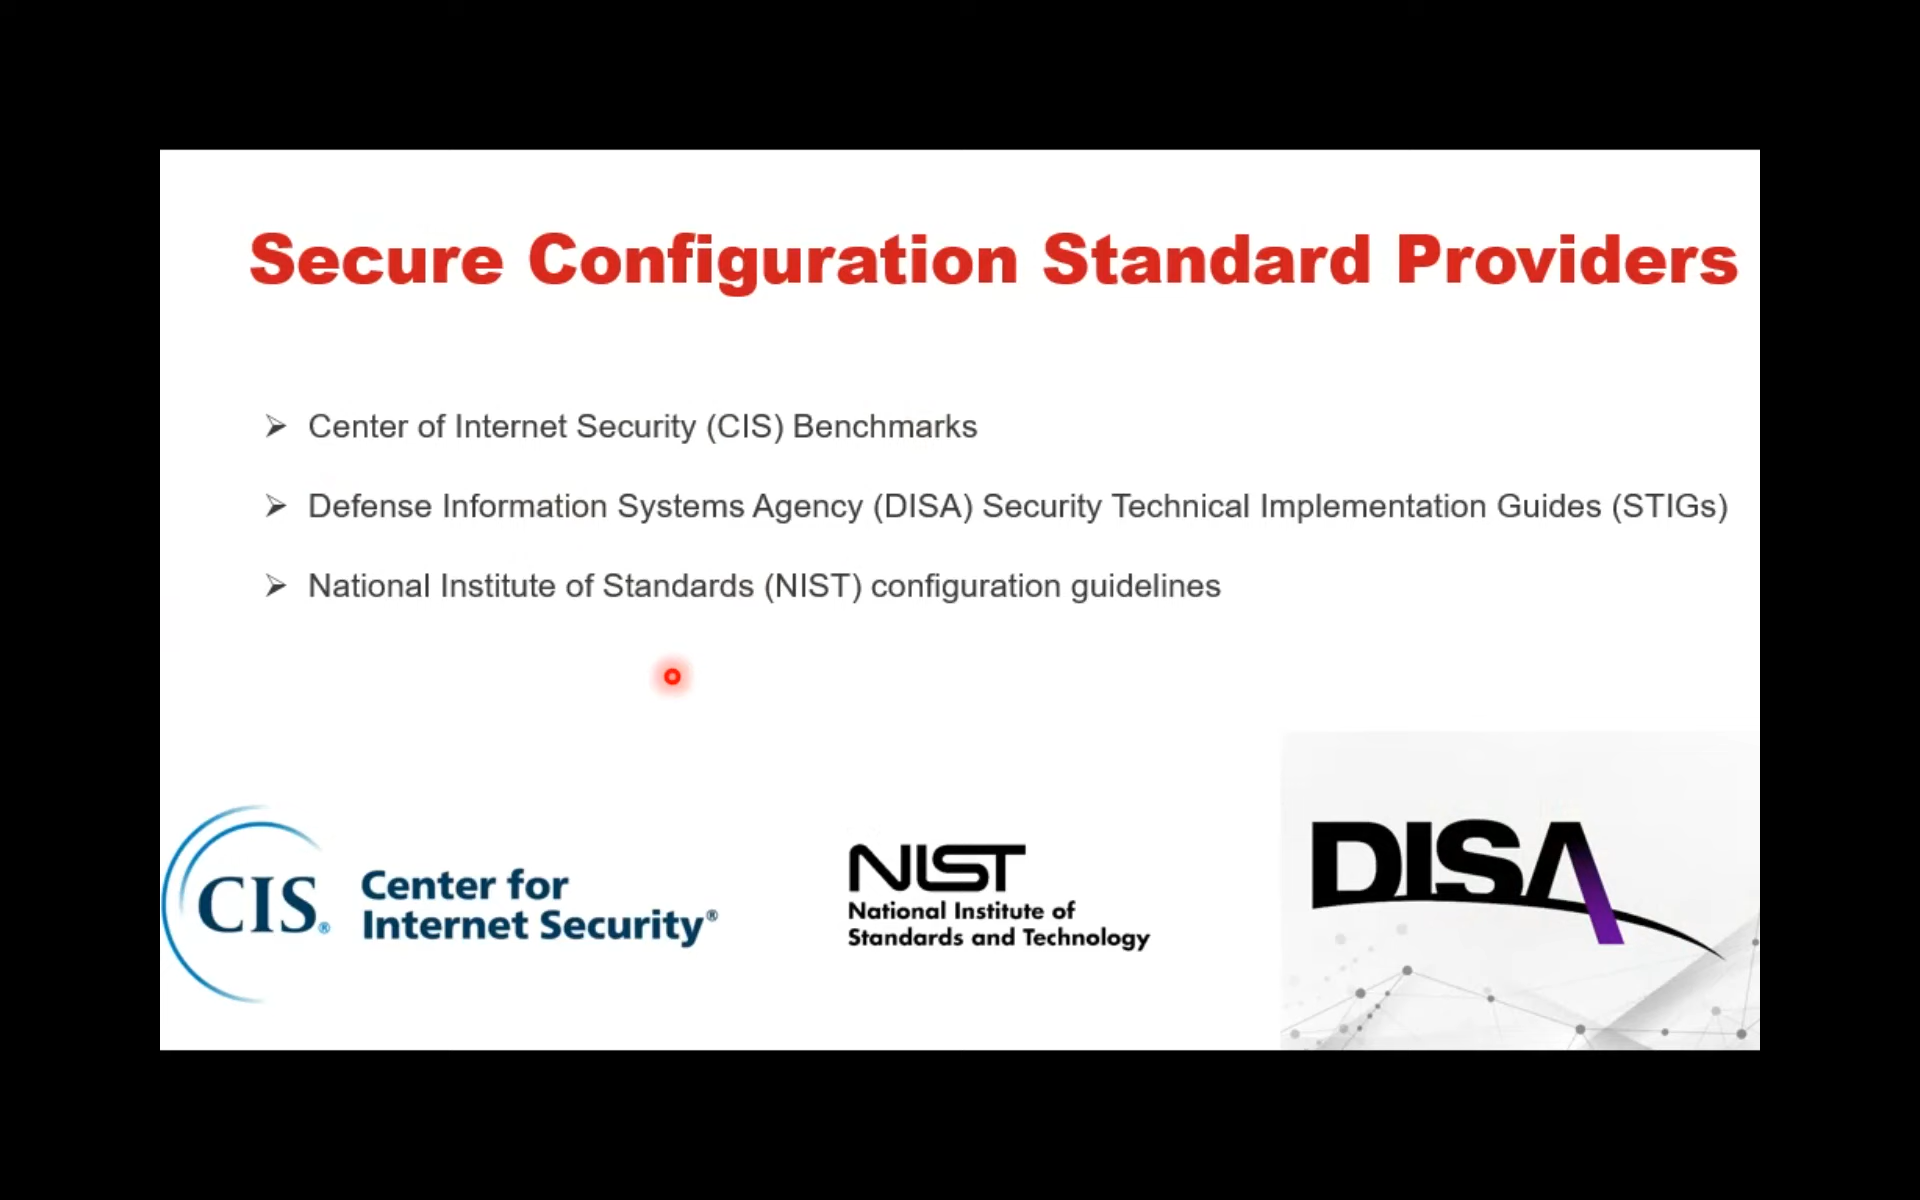 Secure Configuration Standard Providers
➢ Center of Internet Security (CIS) Benchmarks
➢ Defense Information Systems Agency (DISA) Security Technical Implementation Guides (STIGs)
➢ National Institute of Standards (NIST) configuration guidelines
CIS®
Center for
Internet Security®
NIST
National Institute of
Standards and Technology
DISA